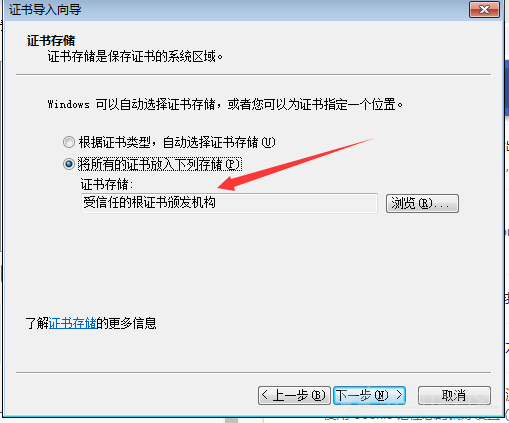 证书导入向导
证书存储
证书存储是保存证书的系统区域。
Windows 可以自动选择证书存储，或者您可以为证书指定一个位置。
根据证书类型，自动选择证书存储(U)
将所有的证书放入下列存储(P)
证书存储:
受信任的根证书颁发机构
浏览(R)...
了解证书存储的更多信息
< 上一步(B)
下一步(N) >
取消